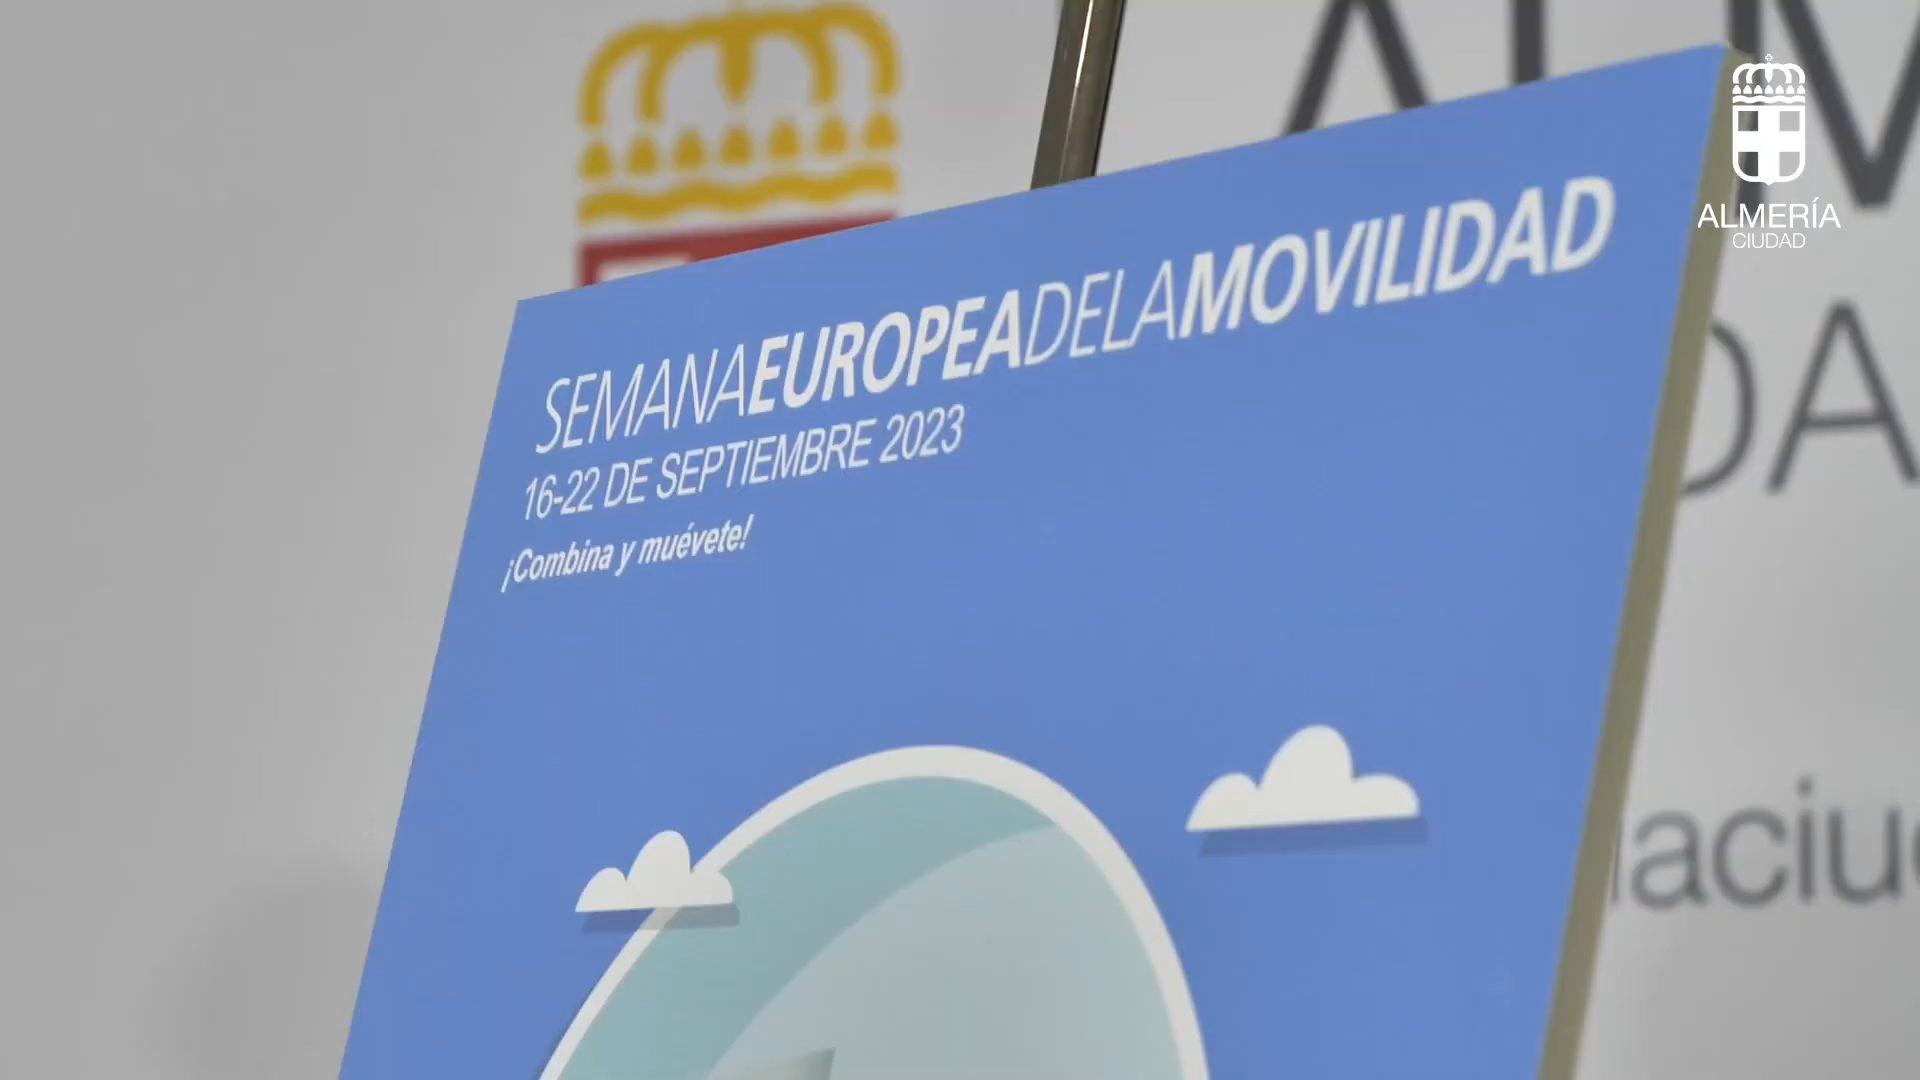 SEMANAEUROPEADELAMOVILIDAD
16-22 DE SEPTIEMBRE 2023
¡Combina y muévete!
ALMERÍA
CIUDAD